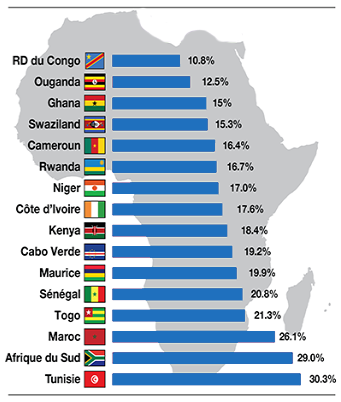 RD du Congo 10.8%
Ouganda 12.5%
Ghana 15%
Swaziland 15.3%
Cameroun 16.4%
Rwanda 16.7%
Niger 17.0%
Côte d'Ivoire 17.6%
Kenya 18.4%
Cabo Verde 19.2%
Maurice 19.9%
Sénégal 20.8%
Togo 21.3%
Maroc 26.1%
Afrique du Sud 29.0%
Tunisie 30.3%